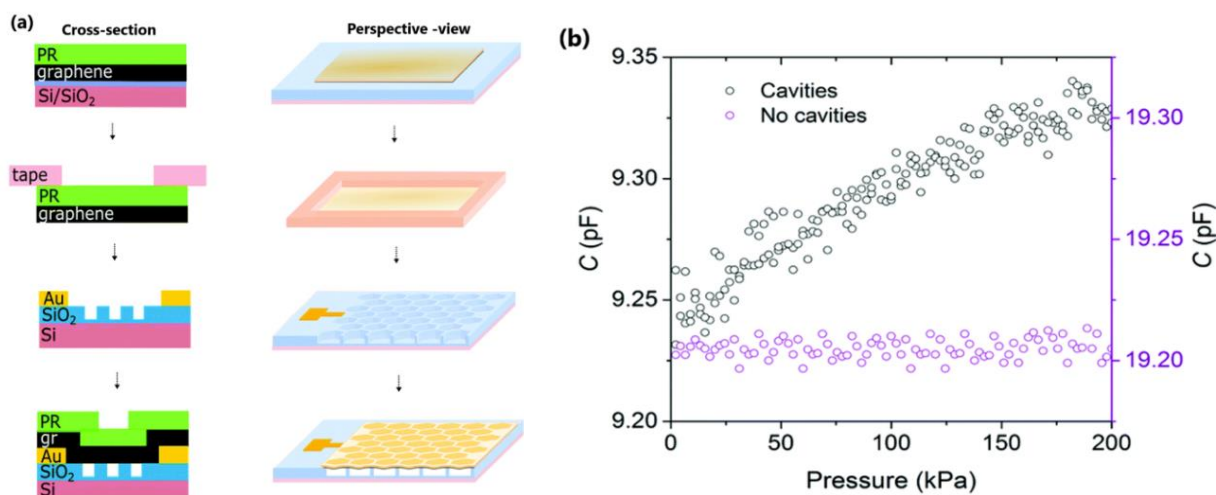 (a)
Cross-section
Perspective -view
PR
graphene
Si/SiO₂
tape
PR
graphene
Au
SiO₂
Si
PR
gr
Au
SiO₂
Si
(b)
9.35
9.30
9.25
9.20
C (pF)
Cavities
No cavities
19.30
19.25
19.20
C (pF)
0 50 100 150 200
Pressure (kPa)